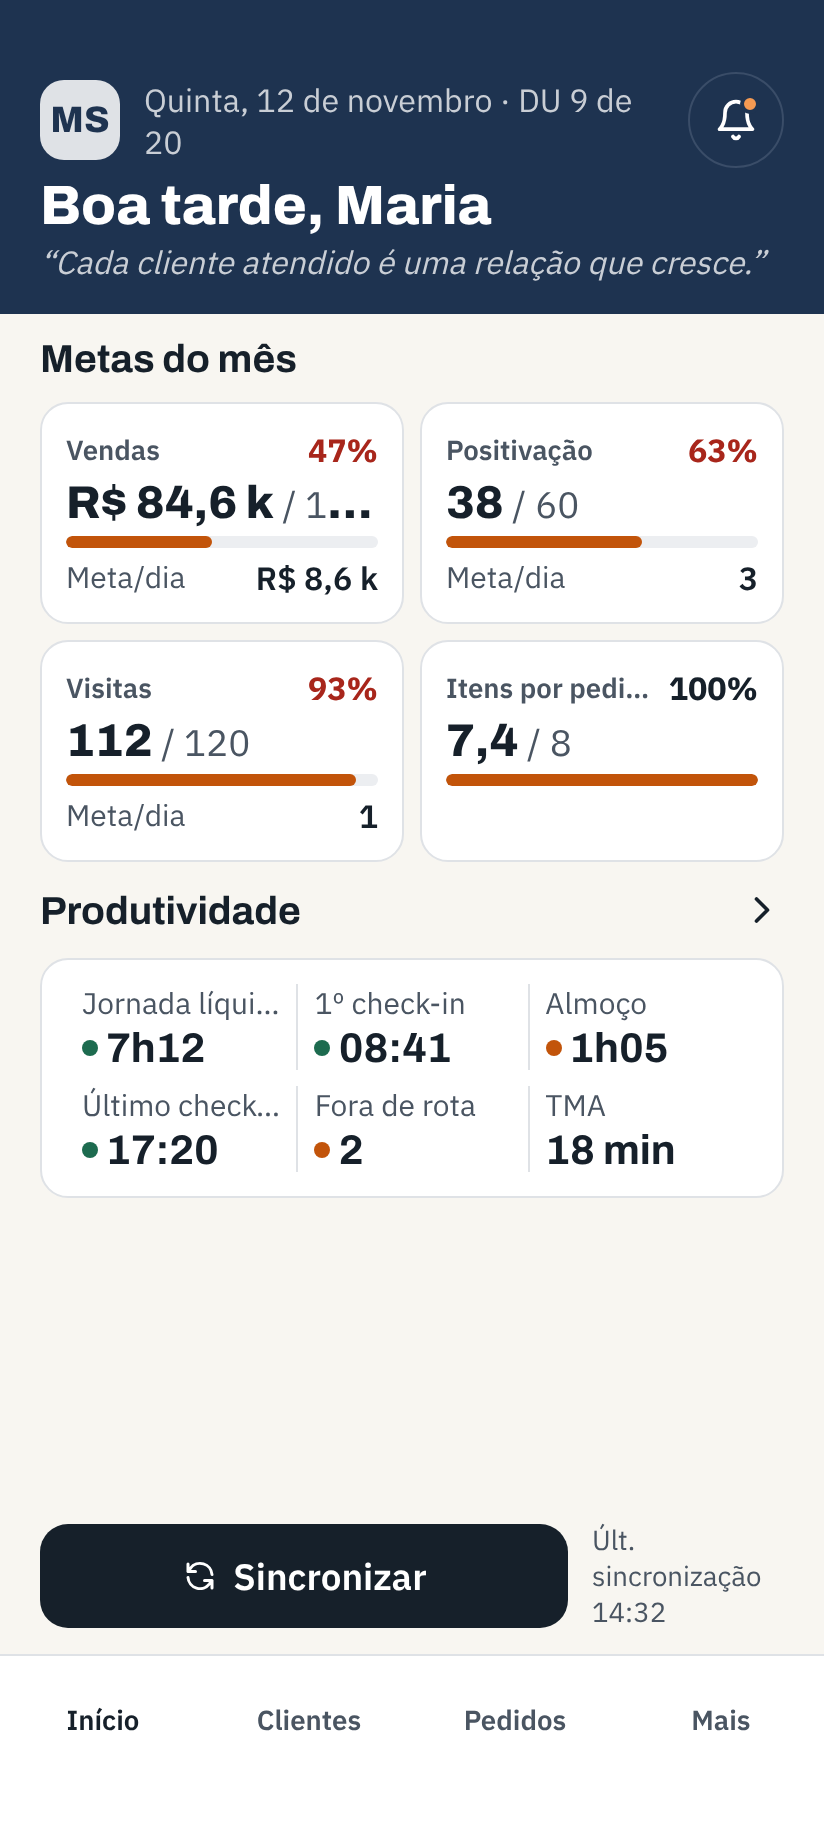 MS
Quinta, 12 de novembro · DU 9 de
20
Boa tarde, Maria
“Cada cliente atendido é uma relação que cresce.”
Metas do mês
Vendas 47%
R$ 84,6 k / 1...
Meta/dia R$ 8,6 k
Positivação 63%
38 / 60
Meta/dia 3
Visitas 93%
112 / 120
Meta/dia 1
Itens por pedi... 100%
7,4 / 8
Produtividade
Jornada líqui...
7h12
1º check-in
08:41
Almoço
1h05
Último check...
17:20
Fora de rota
2
TMA
18 min
Sincronizar
Últ.
sincronização
14:32
Início Clientes Pedidos Mais